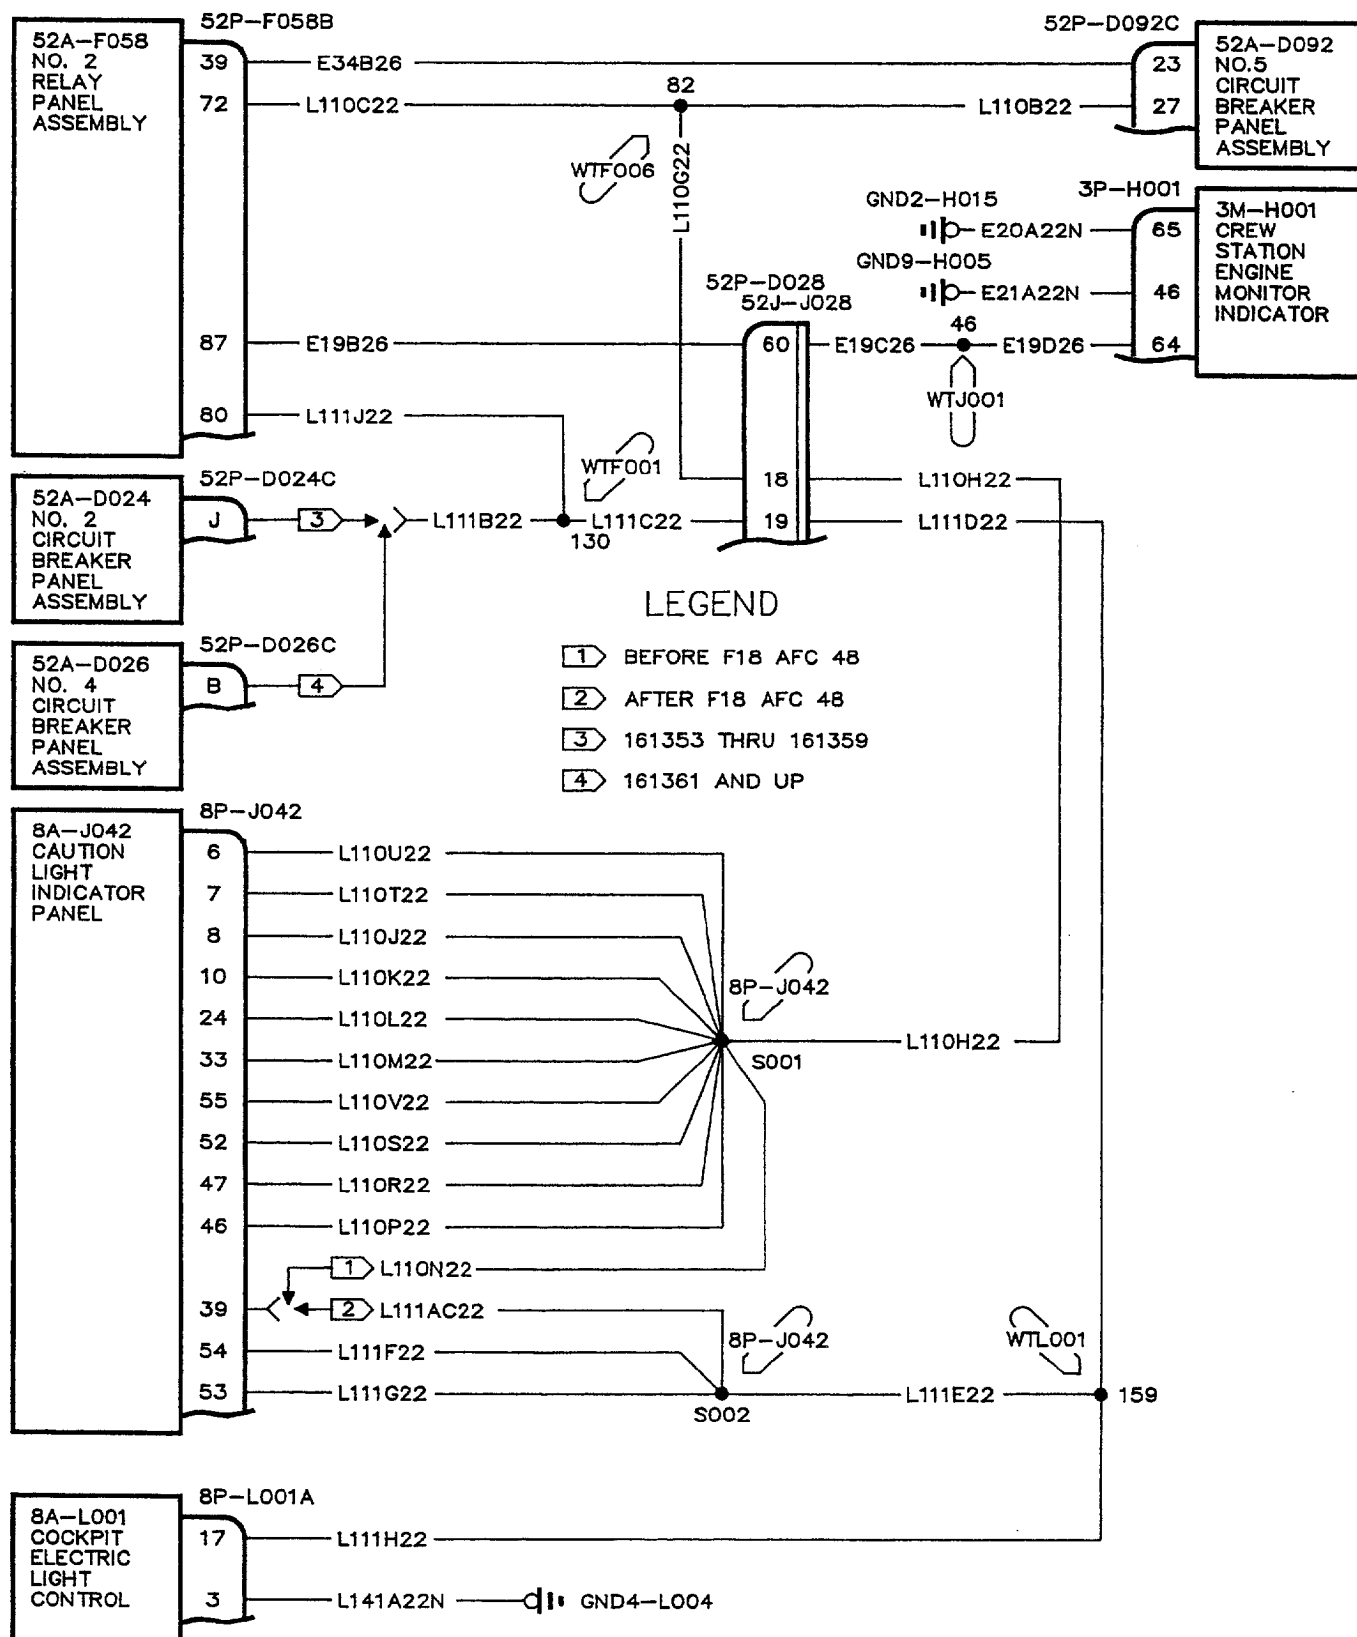 52P-F058B
52A-F058
NO. 2
RELAY
PANEL
ASSEMBLY
39
E34B26
72
L110C22
82
L110B22
WTF006
L110G22
87
E19B26
80
L111J22
52P-D092C
23
27
52A-D092
NO.5
CIRCUIT
BREAKER
PANEL
ASSEMBLY
3P-H001
GND2-H015
E20A22N
65
GND9-H005
E21A22N
46
3M-H001
CREW
STATION
ENGINE
MONITOR
INDICATOR
52P-D028
52J-J028
60
E19C26
46
E19D26
64
WTJ001
WTF001
18
L110H22
52P-D024C
52A-D024
NO. 2
CIRCUIT
BREAKER
PANEL
ASSEMBLY
J
3
L111B22
130
L111C22
19
L111D22
52P-D026C
52A-D026
NO. 4
CIRCUIT
BREAKER
PANEL
ASSEMBLY
B
4
LEGEND
1 BEFORE F18 AFC 48
2 AFTER F18 AFC 48
3 161353 THRU 161359
4 161361 AND UP
8P-J042
8A-J042
CAUTION
LIGHT
INDICATOR
PANEL
6 L110U22
7 L110T22
8 L110J22
10 L110K22
24 L110L22
33 L110M22
55 L110V22
52 L110S22
47 L110R22
46 L110P22
1 L110N22
39 2 L111AC22
54 L111F22
53 L111G22
8P-J042
S001
L110H22
8P-J042
S002
L111E22
WTL001
159
8P-L001A
8A-L001
COCKPIT
ELECTRIC
LIGHT
CONTROL
17 L111H22
3 L141A22N GND4-L004